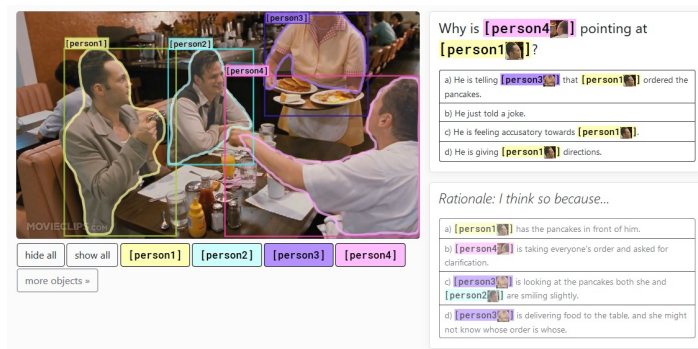 [person1]
[person2]
[person3]
[person4]
MOVIECLIPS.COM
hide all
show all
[person1]
[person2]
[person3]
[person4]
more objects »
Why is [person4] pointing at
[person1]?
a) He is telling [person3] that [person1] ordered the
pancakes.
b) He just told a joke.
c) He is feeling accusatory towards [person1].
d) He is giving [person1] directions.
Rationale: I think so because...
a) [person1] has the pancakes in front of him.
b) [person4] is taking everyone's order and asked for
clarification.
c) [person3] is looking at the pancakes both she and
[person2] are smiling slightly.
d) [person3] is delivering food to the table, and she might
not know whose order is whose.